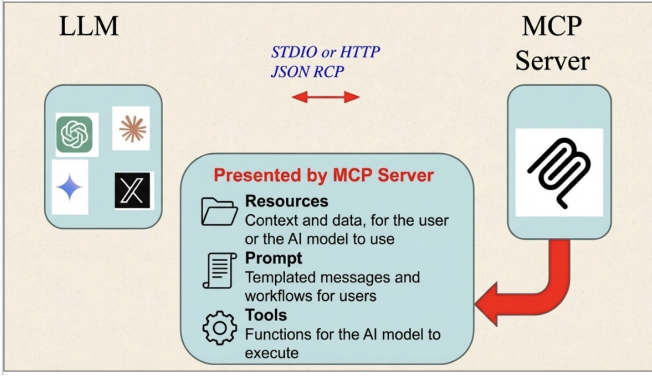 LLM
MCP
Server
STDIO or HTTP
JSON RCP
Presented by MCP Server
Resources
Context and data, for the user
or the AI model to use
Prompt
Templated messages and
workflows for users
Tools
Functions for the AI model to
execute